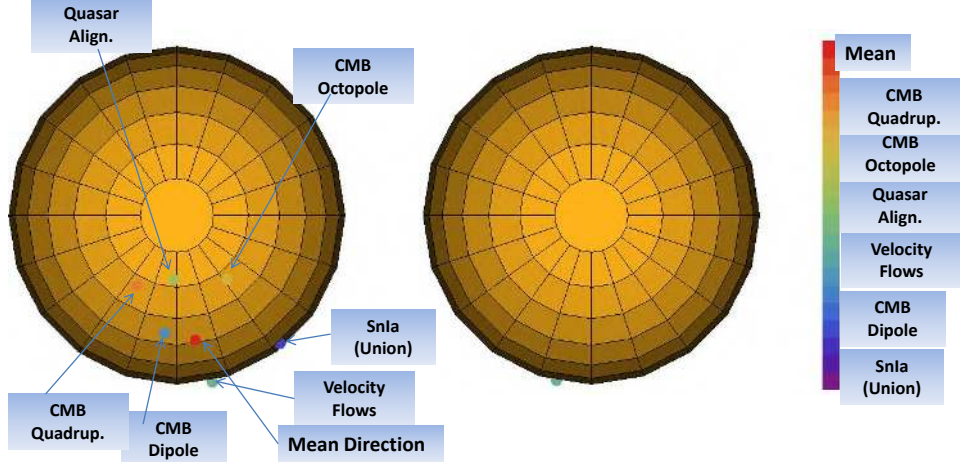 Quasar
Align.
CMB
Octopole
SnIa
(Union)
Velocity
Flows
Mean Direction
CMB
Dipole
CMB
Quadrup.
Mean
CMB
Quadrup.
CMB
Octopole
Quasar
Align.
Velocity
Flows
CMB
Dipole
SnIa
(Union)